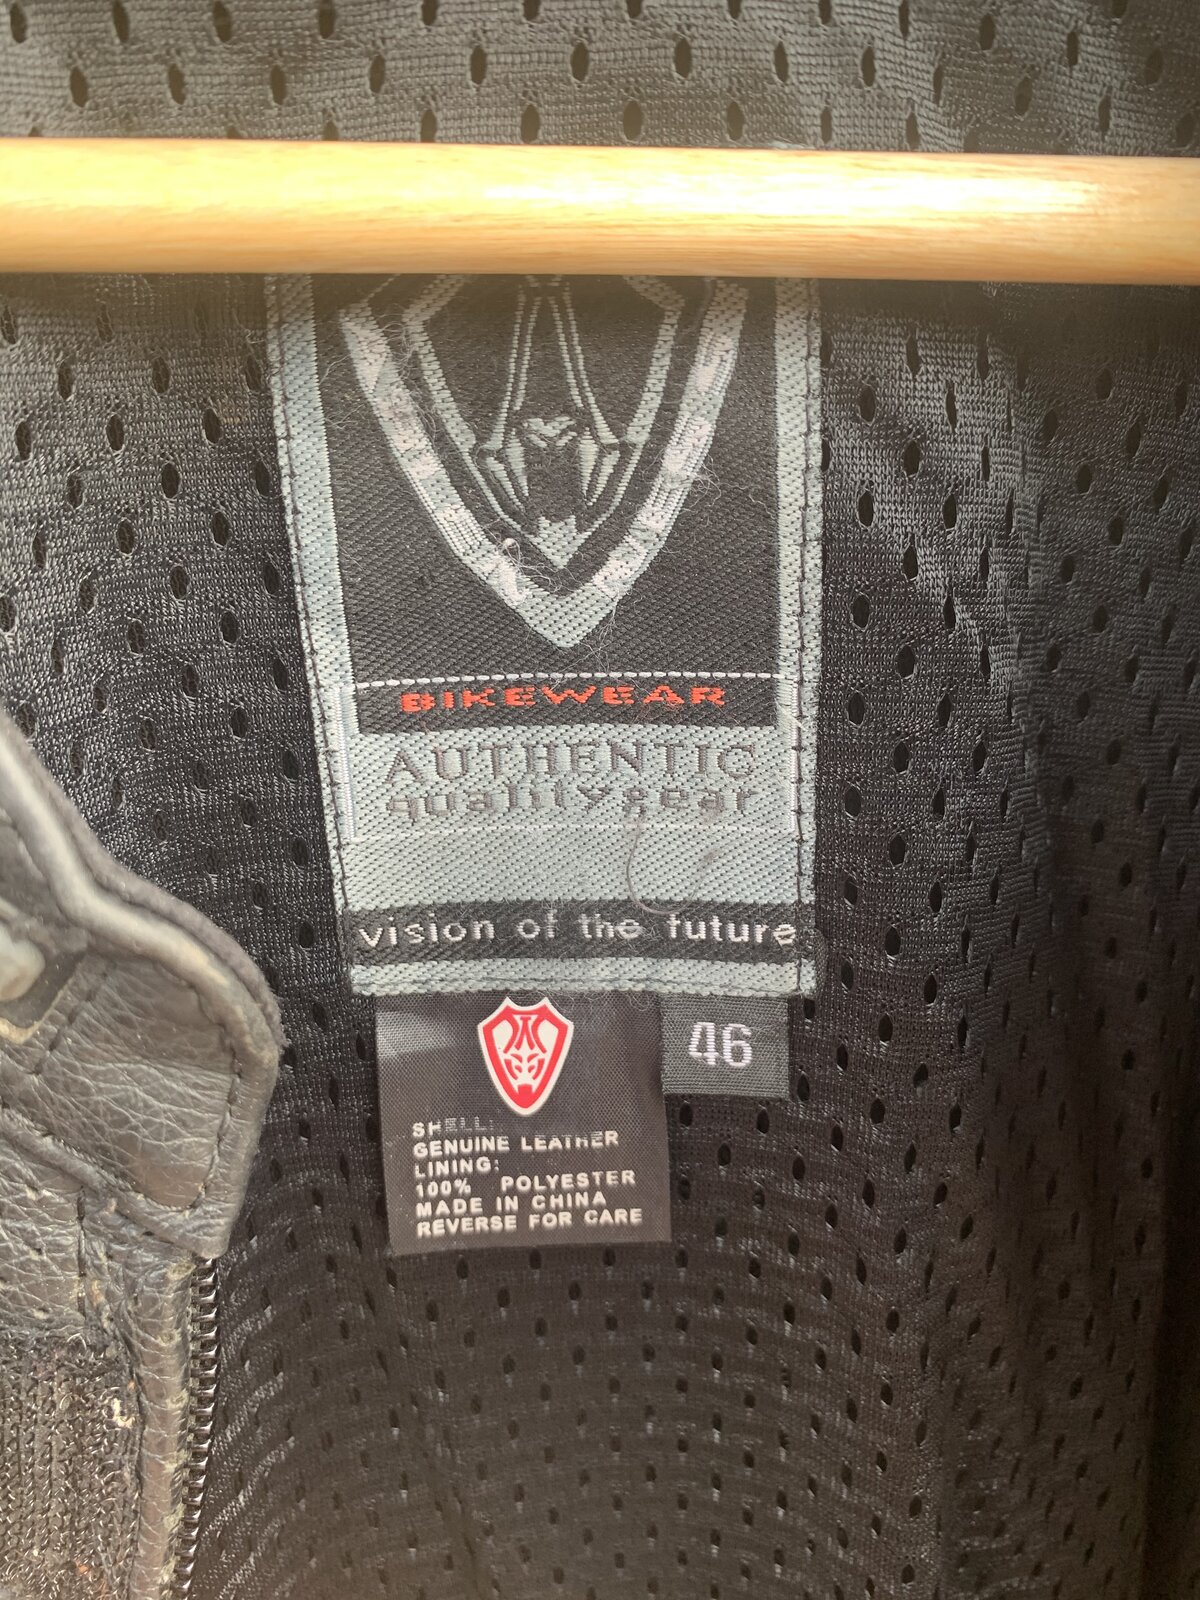 BIKEWEAR
AUTHENTIC
qualitygear
vision of the future
46
SHELL:
GENUINE LEATHER
LINING:
100% POLYESTER
MADE IN CHINA
REVERSE FOR CARE